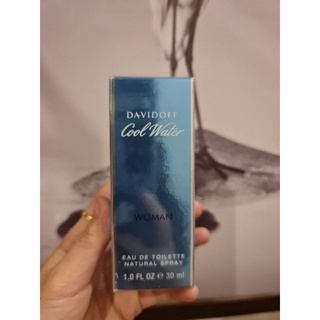 DAVIDOFF
Cool Water
WOMAN
EAU DE TOILETTE
NATURAL SPRAY
1.0 FL OZ ℮ 30 ml